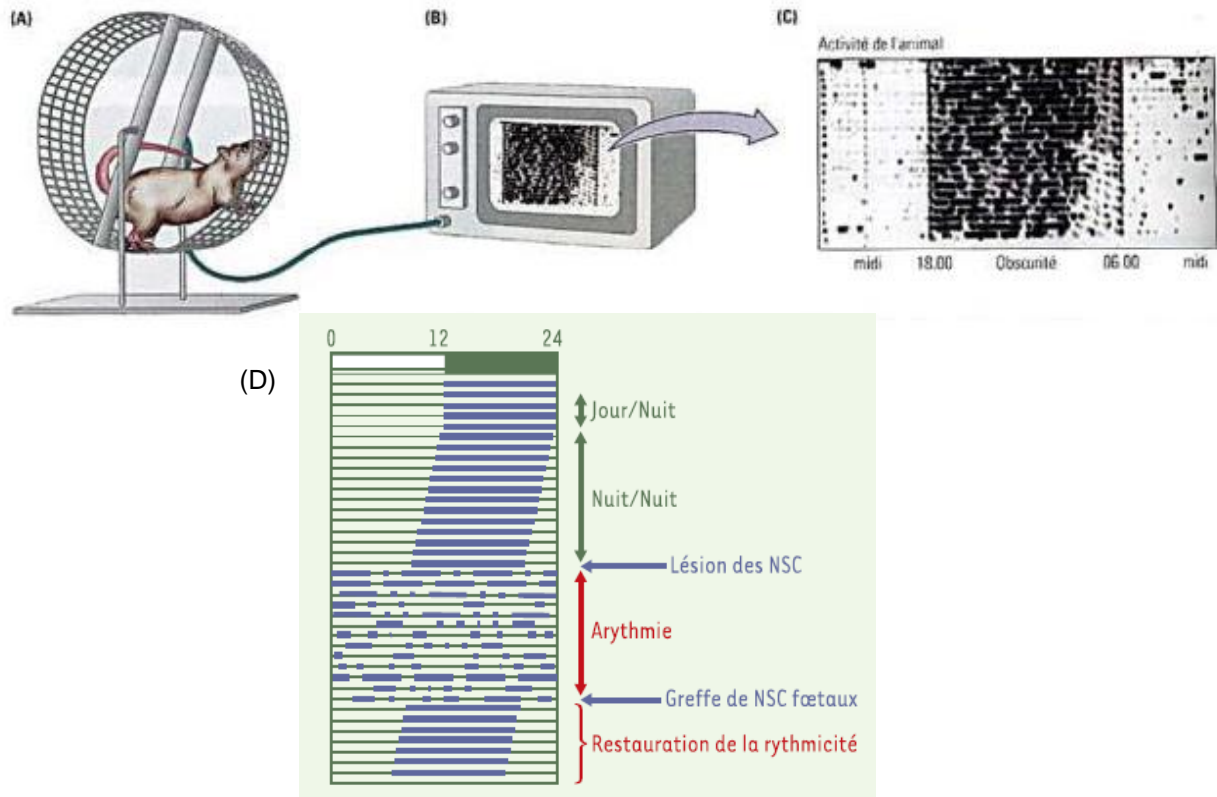 (A)
(B)
(C)
Activité de l'animal
midi 18.00 Obscurité 06.00 midi
(D)
0 12 24
Jour/Nuit
Nuit/Nuit
Lésion des NSC
Arythmie
Greffe de NSC fœtaux
Restauration de la rythmicité